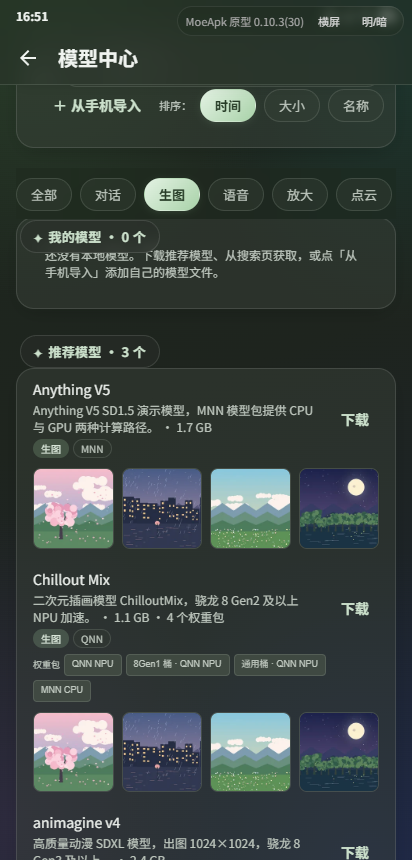 16:51
MoeApk 原型 0.10.3(30) 横屏 明/暗
← 模型中心
+ 从手机导入 排序: 时间 大小 名称
全部 对话 生图 语音 放大 点云
✦ 我的模型 • 0 个
还没有本地模型。下载推荐模型、从搜索页获取，或点「从
手机导入」添加自己的模型文件。
✦ 推荐模型 • 3 个
Anything V5
Anything V5 SD1.5 演示模型，MNN 模型包提供 CPU
与 GPU 两种计算路径。 • 1.7 GB
下载
生图 MNN
Chillout Mix
二次元插画模型 ChilloutMix，骁龙 8 Gen2 及以上
NPU 加速。 • 1.1 GB • 4 个权重包
下载
生图 QNN
权重包 QNN NPU 8Gen1 桶 · QNN NPU 通用桶 · QNN NPU
MNN CPU
animagine v4
高质量动漫 SDXL 模型，出图 1024×1024，骁龙 8
Gen3 及以上。 • 2.4 GB
下载